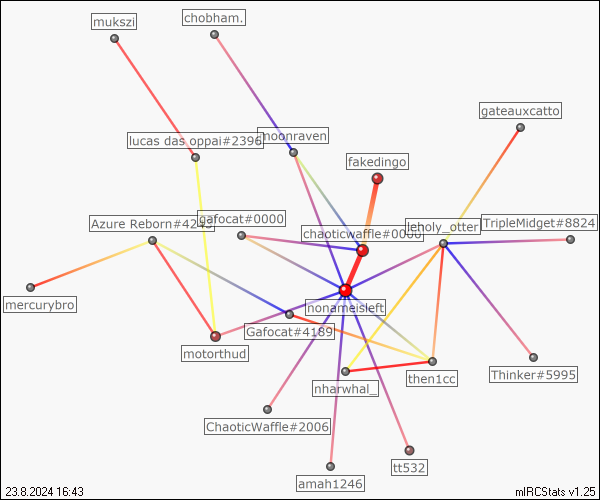 mukszi
chobham.
gateauxcatto
lucas das oppai#2396
moonraven
fakedingo
Azure Reborn#4243
gafocat#0000
chaoticwaffle#0000
leholy_otter
TripleMidget#8824
mercurybro
nonameisleft
Gafocat#4189
motorthud
nharwhal_
then1cc
Thinker#5995
ChaoticWaffle#2006
amah1246
tt532
23.8.2024 16:43
mIRCStats v1.25